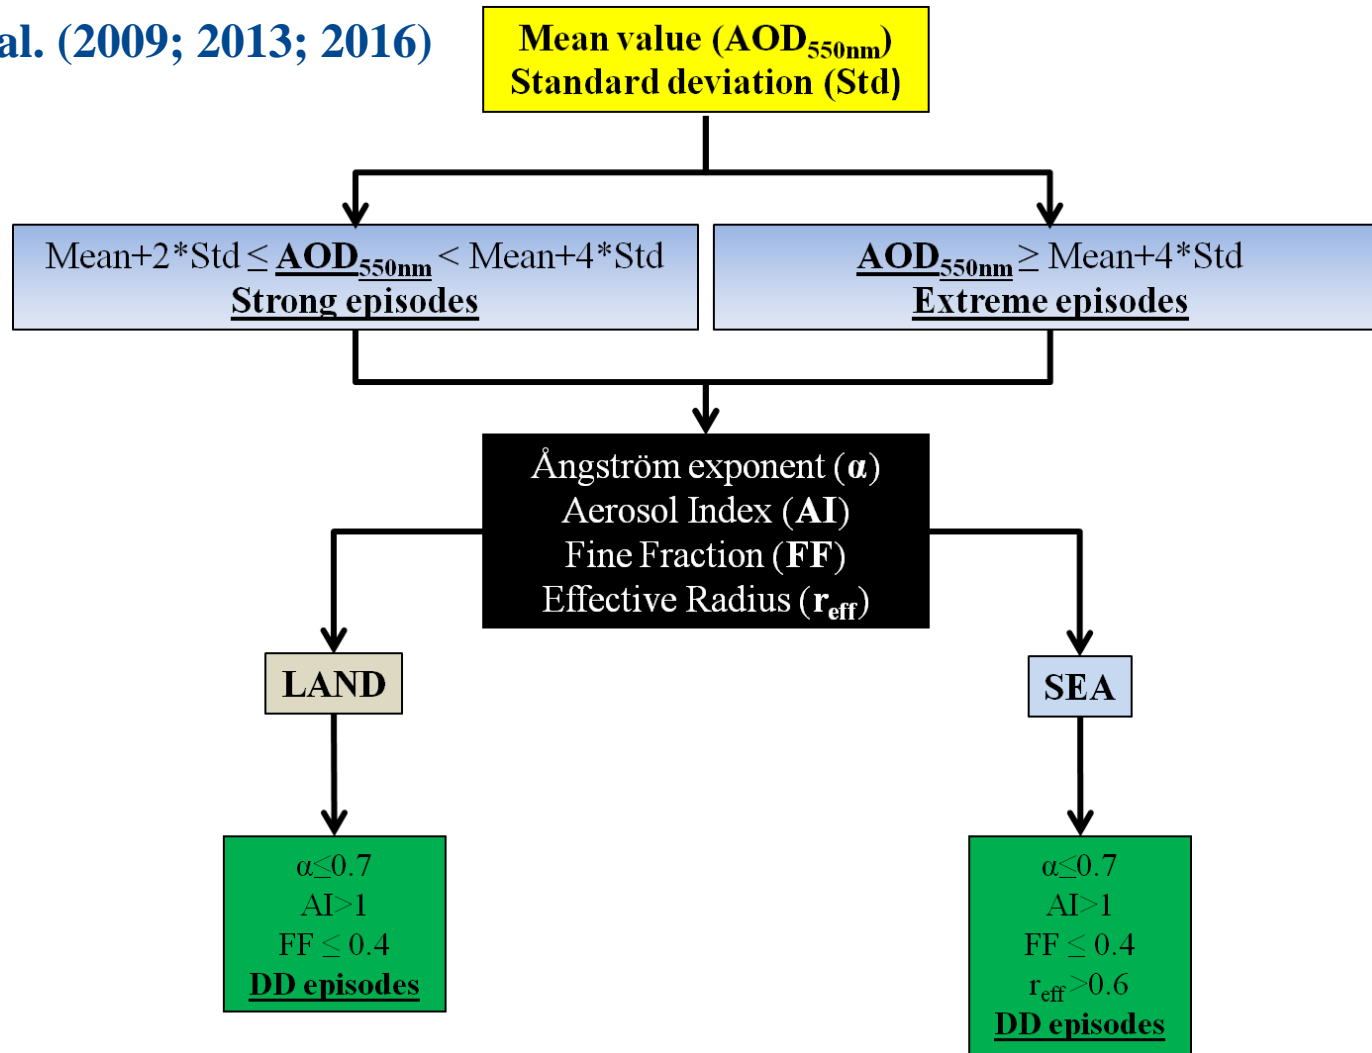 al. (2009; 2013; 2016)
Mean value (AOD550nm)
Standard deviation (Std)
Mean+2*Std ≤ AOD550nm < Mean+4*Std
Strong episodes
AOD550nm ≥ Mean+4*Std
Extreme episodes
Ångström exponent (α)
Aerosol Index (AI)
Fine Fraction (FF)
Effective Radius (reff)
LAND
SEA
α≤0.7
AI>1
FF ≤ 0.4
DD episodes
α≤0.7
AI>1
FF ≤ 0.4
reff >0.6
DD episodes